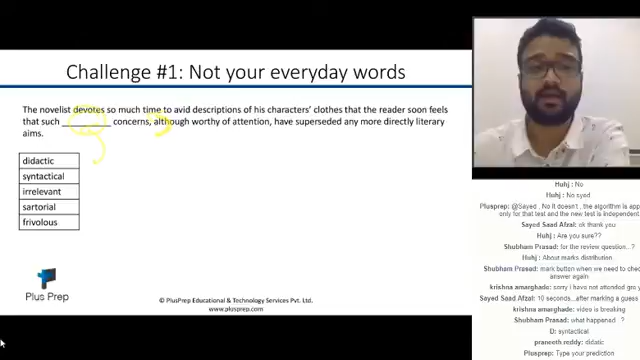 Challenge #1: Not your everyday words
The novelist devotes so much time to avid descriptions of his characters' clothes that the reader soon feels
that such __________ concerns, although worthy of attention, have superseded any more directly literary
aims.
didactic
syntactical
irrelevant
sartorial
frivolous
Plus Prep
© PlusPrep Educational & Technology Services Pvt. Ltd.
www.plusprep.com
Huhj : No
Huhj : No syed
Plusprep : @Sayed , No It doesn't , the algorithm is app
only for that test and the new test is independent
Sayed Saad Afzal: ok thank you
Huhj : Are you sure??
Shubham Prasad: for the review question..?
Huhj : About marks distribution
Shubham Prasad: mark button when we need to chec
answer again
krishna amarghade: sorry i have not attended gro y
Sayed Saad Afzal: 10 seconds...after marking a guess
krishna amarghade: video is breaking
Shubham Prasad: what happened ..?
D: syntactical
praneeth reddy: didatic
Plusprep: Type your prediction